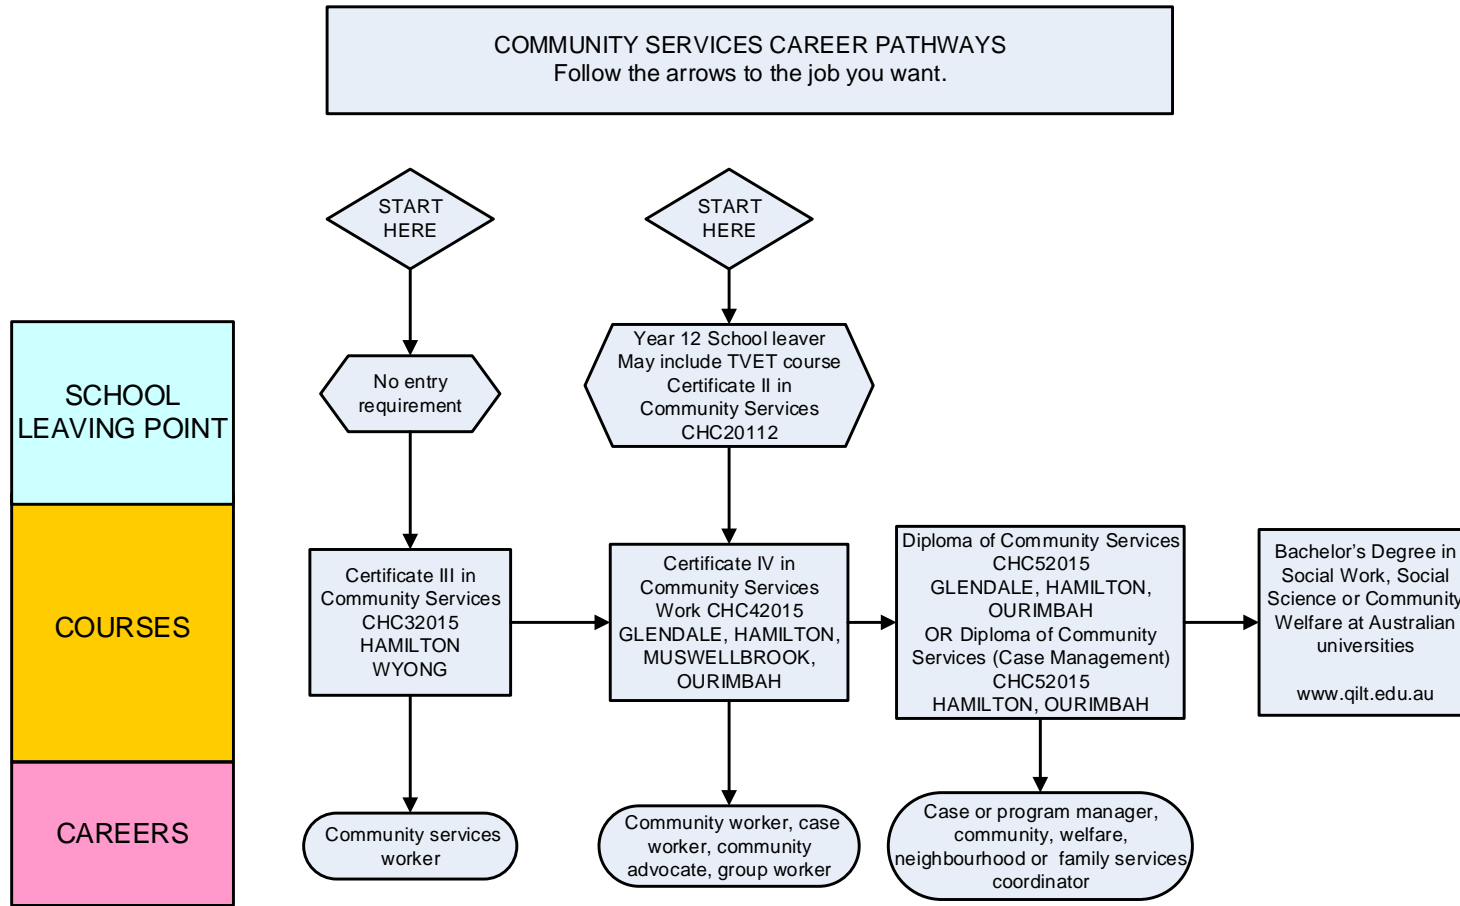 COMMUNITY SERVICES CAREER PATHWAYS
Follow the arrows to the job you want.
START
HERE
START
HERE
SCHOOL
LEAVING POINT
No entry
requirement
Year 12 School leaver
May include TVET course
Certificate II in
Community Services
CHC20112
COURSES
Certificate III in
Community Services
CHC32015
HAMILTON
WYONG
Certificate IV in
Community Services
Work CHC42015
GLENDALE, HAMILTON,
MUSWELLBROOK,
OURIMBAH
Diploma of Community Services
CHC52015
GLENDALE, HAMILTON,
OURIMBAH
OR Diploma of Community
Services (Case Management)
CHC52015
HAMILTON, OURIMBAH
Bachelor’s Degree in
Social Work, Social
Science or Community
Welfare at Australian
universities
www.qilt.edu.au
CAREERS
Community services
worker
Community worker, case
worker, community
advocate, group worker
Case or program manager,
community, welfare,
neighbourhood or family services
coordinator